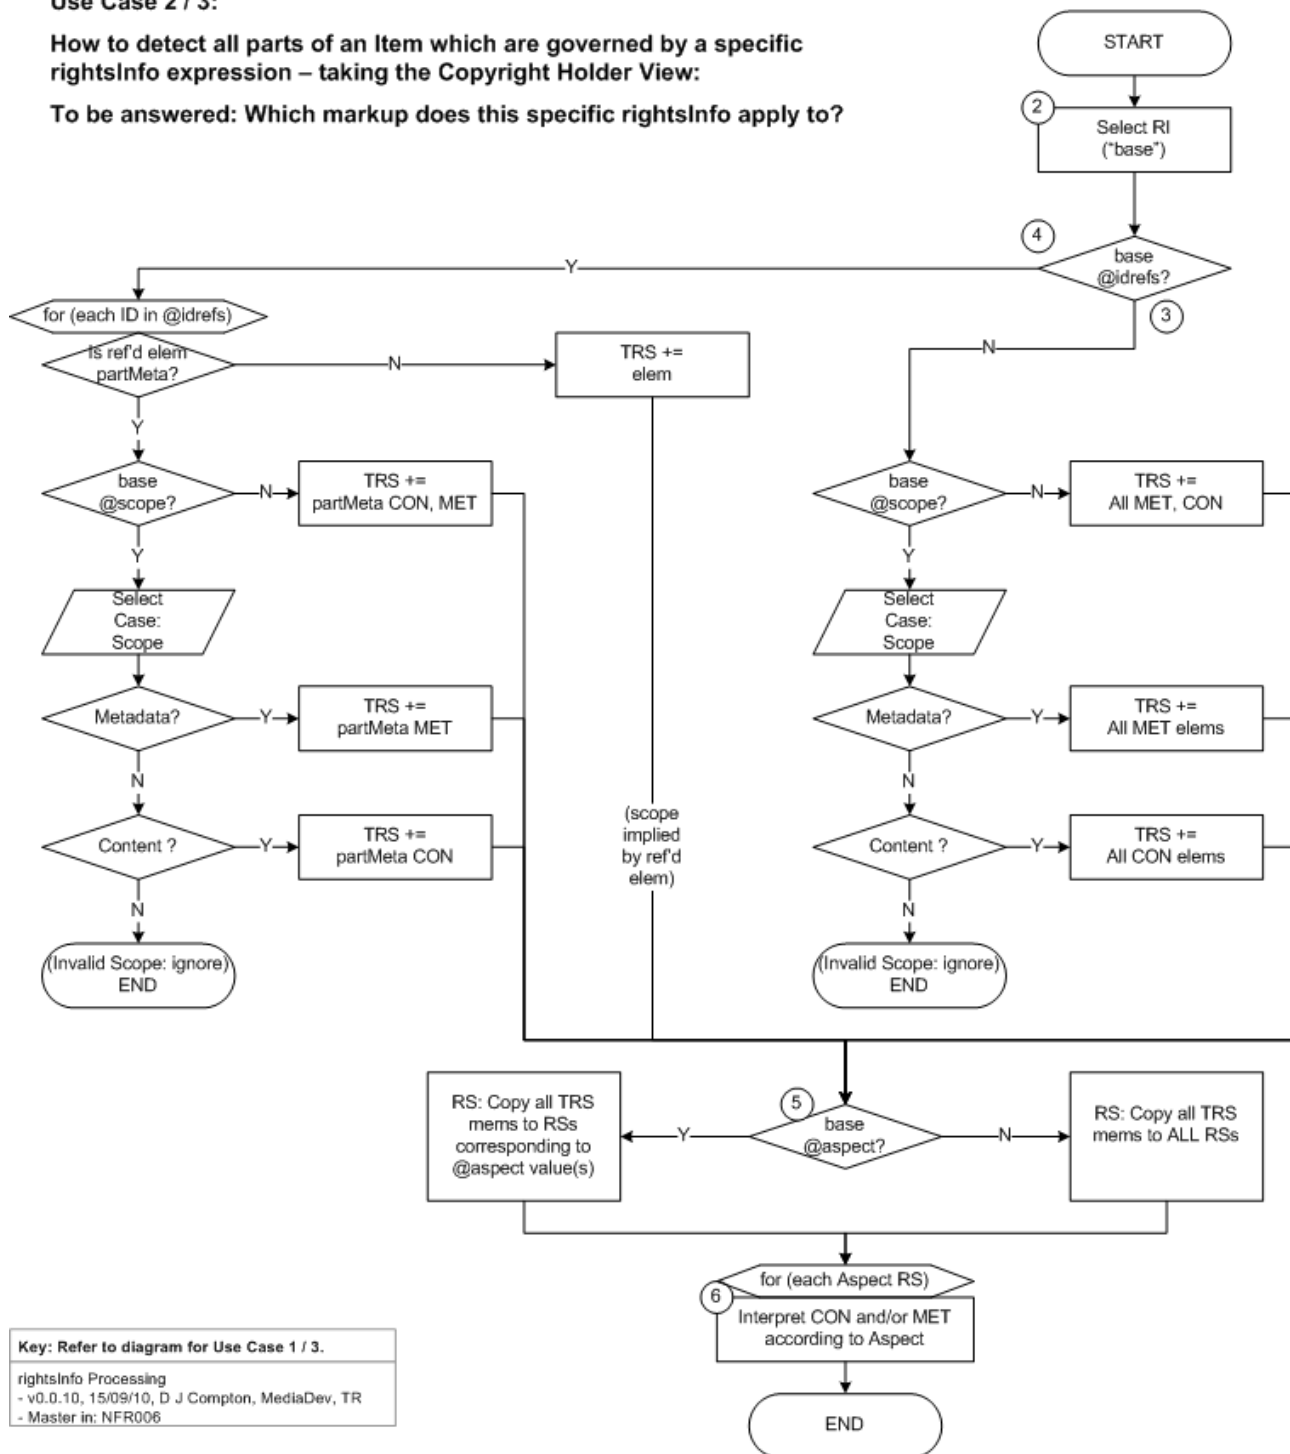 Use Case 2 / 3:
How to detect all parts of an Item which are governed by a specific
rightsInfo expression – taking the Copyright Holder View:
To be answered: Which markup does this specific rightsInfo apply to?
START
2
Select RI
("base")
4
base
@idrefs?
3
Y
N
for (each ID in @idrefs)
Is ref'd elem
partMeta?
N
TRS +=
elem
Y
base
@scope?
N
TRS +=
partMeta CON, MET
Y
Select
Case:
Scope
Metadata?
Y
TRS +=
partMeta MET
N
Content ?
Y
TRS +=
partMeta CON
N
(Invalid Scope: ignore)
END
(scope
implied
by ref'd
elem)
base
@scope?
N
TRS +=
All MET, CON
Y
Select
Case:
Scope
Metadata?
Y
TRS +=
All MET elems
N
Content ?
Y
TRS +=
All CON elems
N
(Invalid Scope: ignore)
END
RS: Copy all TRS
mems to RSs
corresponding to
@aspect value(s)
Y
5
base
@aspect?
N
RS: Copy all TRS
mems to ALL RSs
for (each Aspect RS)
6
Interpret CON and/or MET
according to Aspect
END
Key: Refer to diagram for Use Case 1 / 3.
rightsInfo Processing
- v0.0.10, 15/09/10, D J Compton, MediaDev, TR
- Master in: NFR006